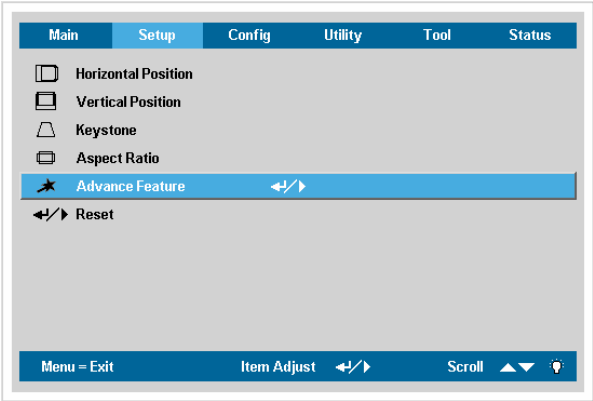 Main Setup Config Utility Tool Status
Horizontal Position
Vertical Position
Keystone
Aspect Ratio
Advance Feature
Reset
Menu = Exit Item Adjust Scroll